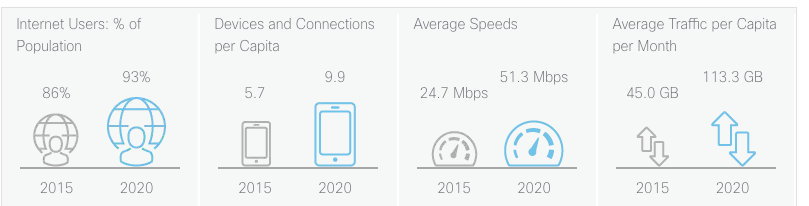 Internet Users: % of
Population
86%
93%
2015
2020
Devices and Connections
per Capita
5.7
9.9
2015
2020
Average Speeds
24.7 Mbps
51.3 Mbps
2015
2020
Average Traffic per Capita
per Month
45.0 GB
113.3 GB
2015
2020